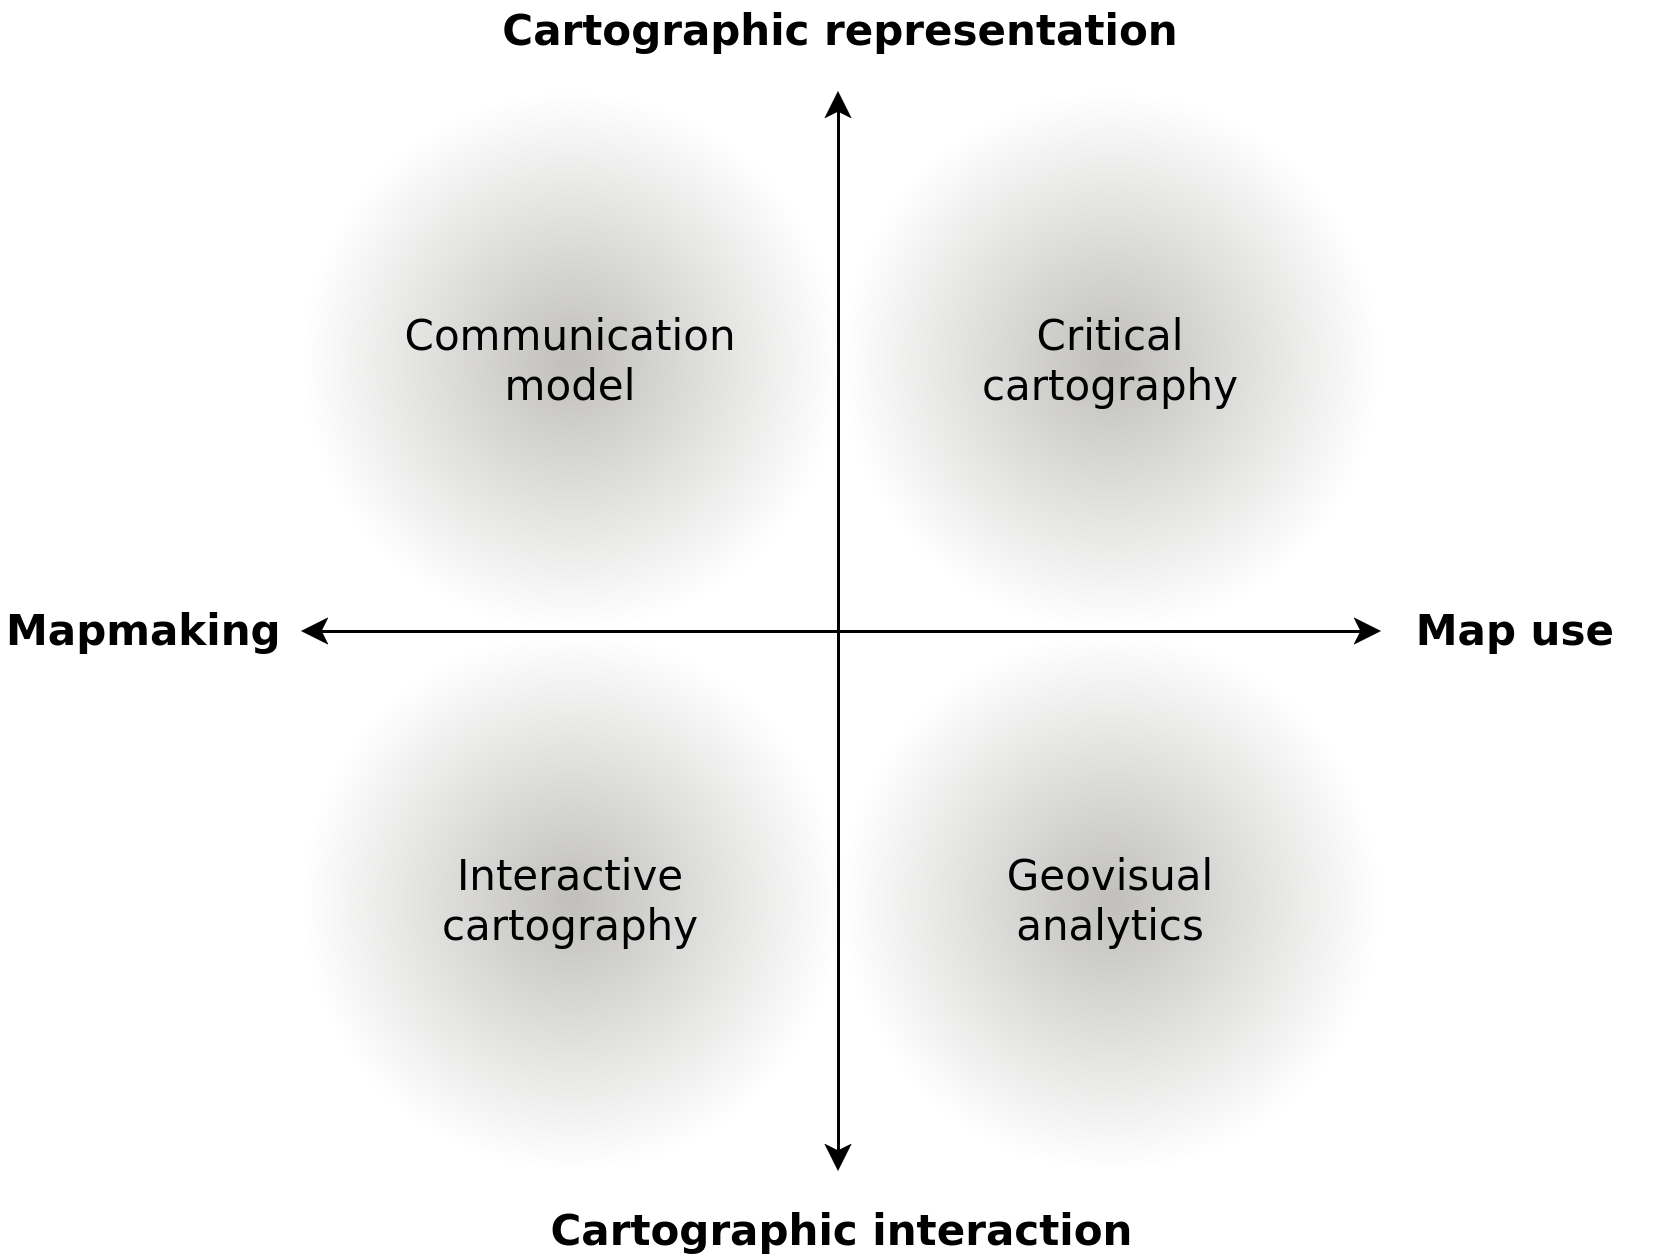 Cartographic representation
Communication
model
Critical
cartography
Mapmaking
Map use
Interactive
cartography
Geovisual
analytics
Cartographic interaction